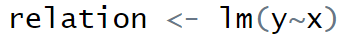 relation <- lm(y~x)